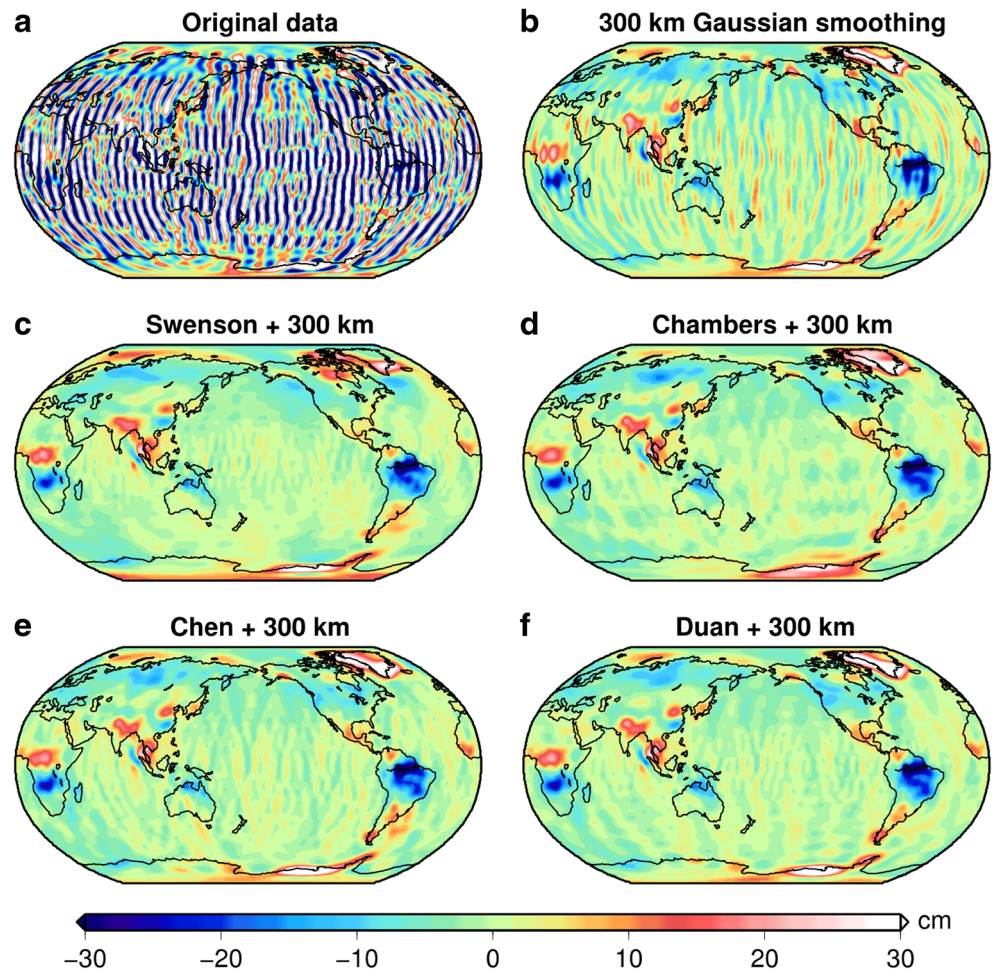 a Original data
b 300 km Gaussian smoothing
c Swenson + 300 km
d Chambers + 300 km
e Chen + 300 km
f Duan + 300 km
cm
−30 −20 −10 0 10 20 30